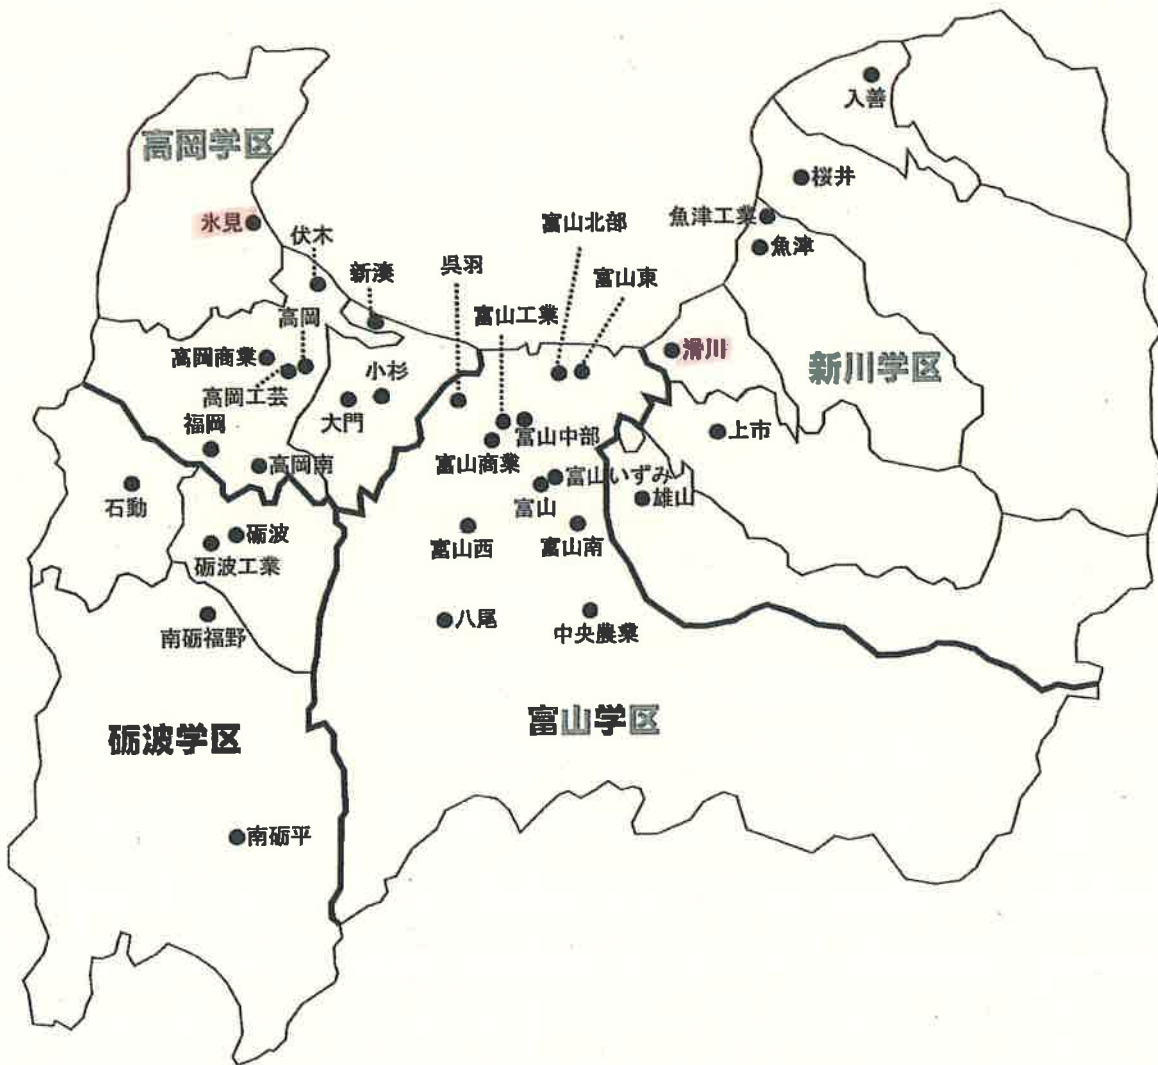 入善
高岡学区
桜井
氷見
魚津工業
富山北部
伏木
魚津
新湊
呉羽
富山東
高岡
富山工業
滑川
高岡商業
新川学区
小杉
高岡工芸
大門
福岡
富山中部
上市
富山商業
高岡南
富山いずみ
石動
富山
雄山
砺波
富山西
富山南
砺波工業
八尾
中央農業
南砺福野
富山学区
砺波学区
南砺平